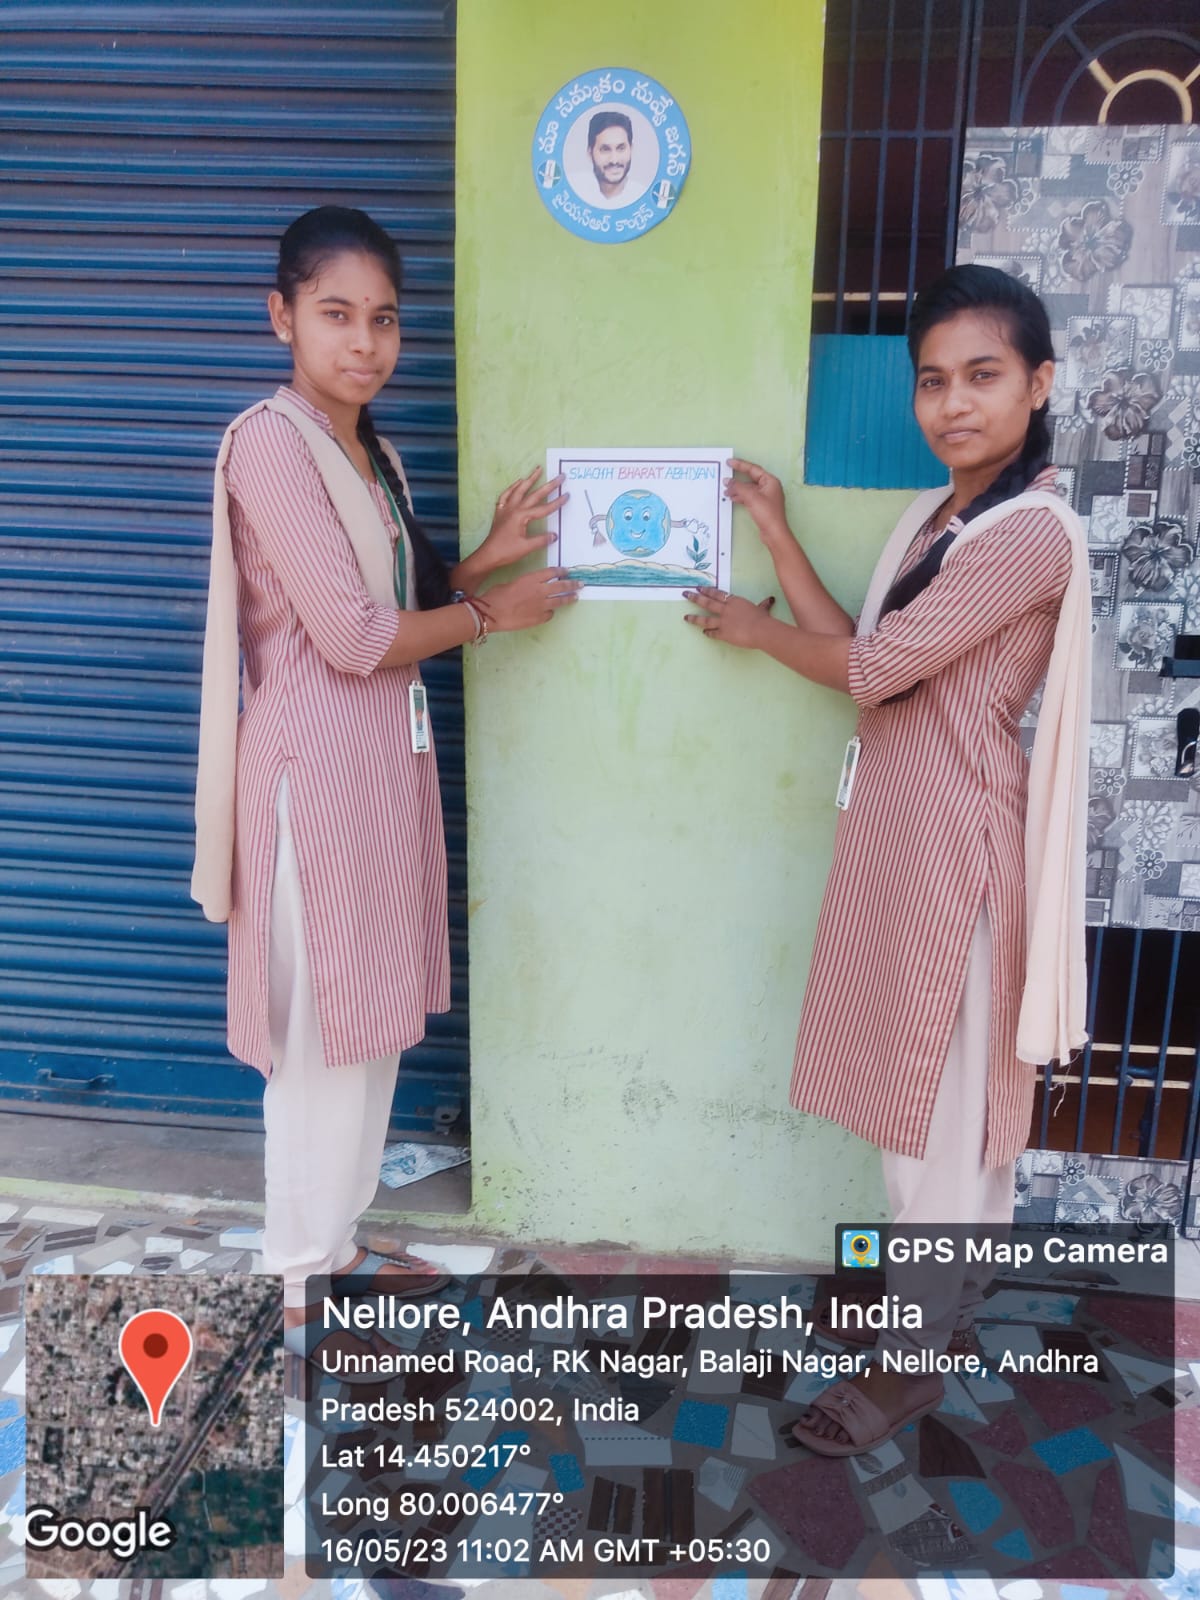 మా నమ్మకం నువ్వే జగన్
వైయస్ఆర్ కాంగ్రెస్
SWACHH BHARAT ABHIYAN
GPS Map Camera
Nellore, Andhra Pradesh, India
Unnamed Road, RK Nagar, Balaji Nagar, Nellore, Andhra
Pradesh 524002, India
Lat 14.450217°
Long 80.006477°
16/05/23 11:02 AM GMT +05:30
Google